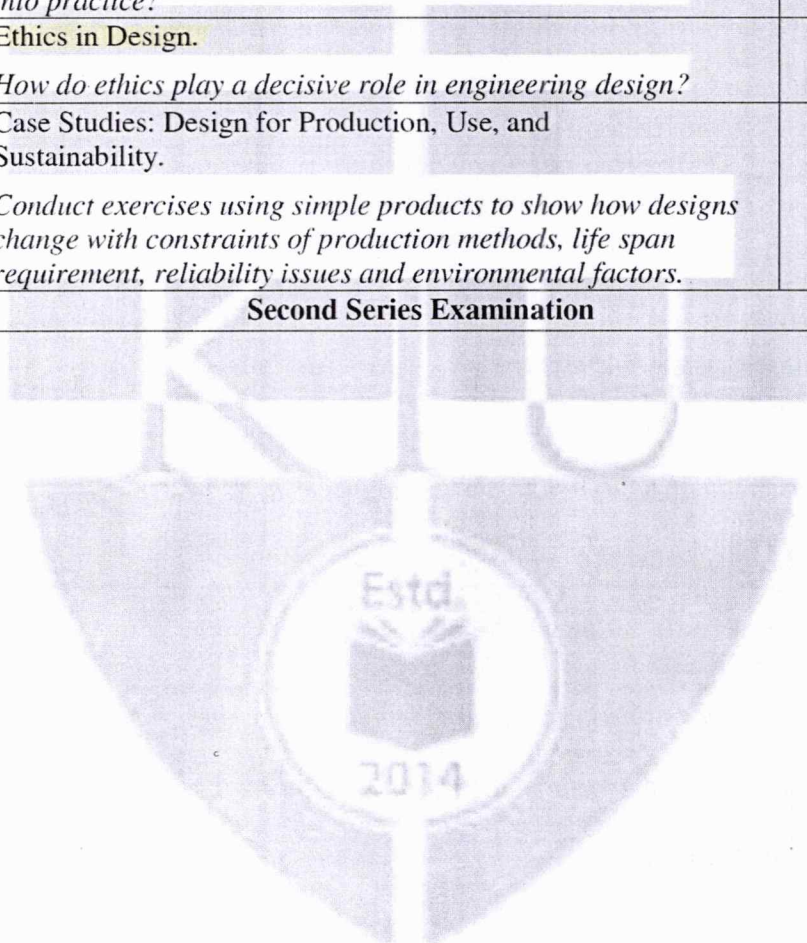 into practice?
Ethics in Design.
How do ethics play a decisive role in engineering design?
Case Studies: Design for Production, Use, and
Sustainability.
Conduct exercises using simple products to show how designs
change with constraints of production methods, life span
requirement, reliability issues and environmental factors.
Second Series Examination
KTU
Estd.
2014